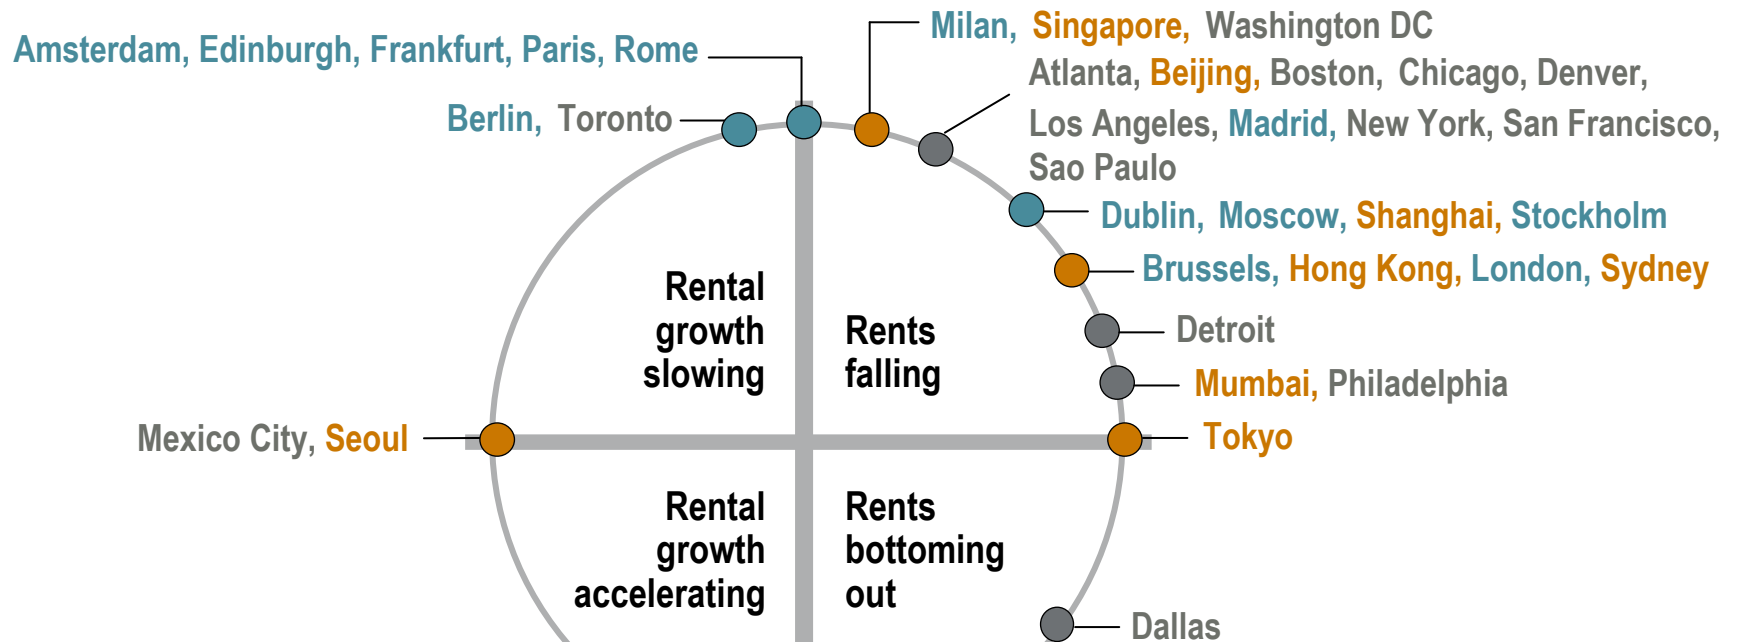 Milan, Singapore, Washington DC
Amsterdam, Edinburgh, Frankfurt, Paris, Rome
Atlanta, Beijing, Boston, Chicago, Denver,
Los Angeles, Madrid, New York, San Francisco,
Sao Paulo
Berlin, Toronto
Dublin, Moscow, Shanghai, Stockholm
Brussels, Hong Kong, London, Sydney
Rental
growth
slowing
Rents
falling
Detroit
Mumbai, Philadelphia
Mexico City, Seoul
Tokyo
Rental
growth
accelerating
Rents
bottoming
out
Dallas